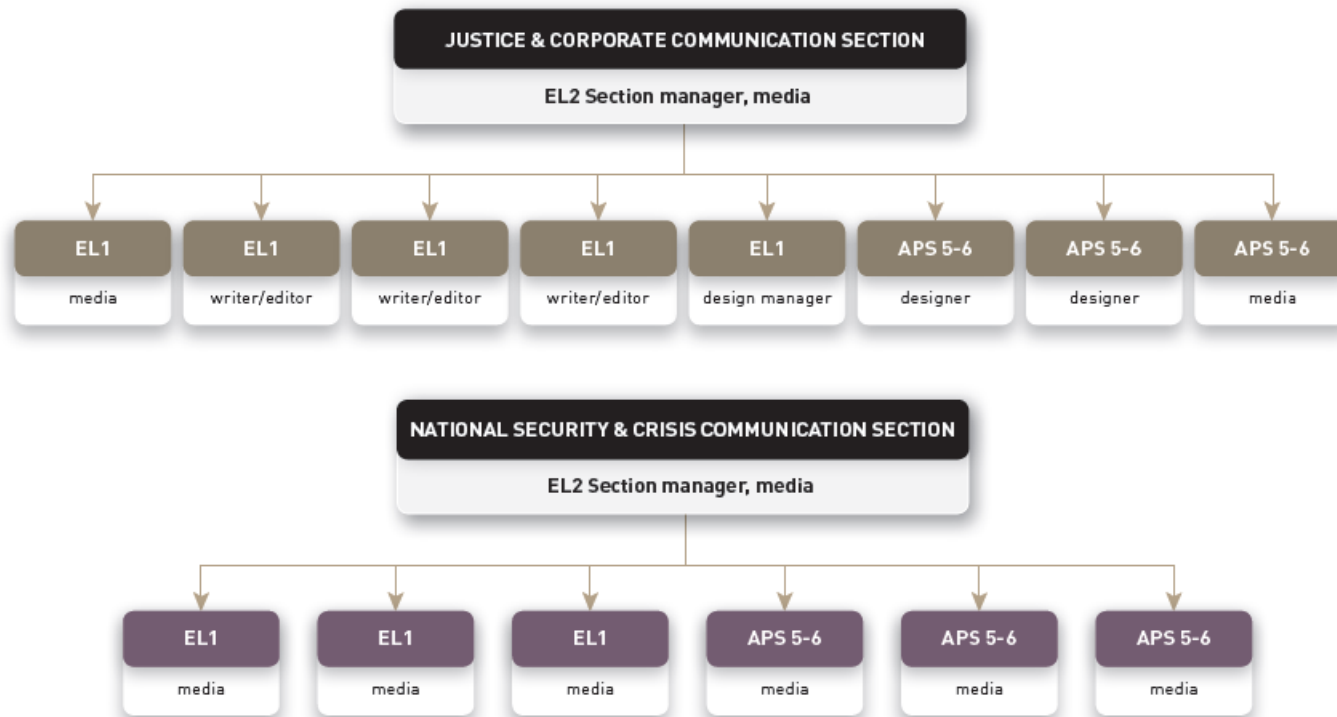 JUSTICE & CORPORATE COMMUNICATION SECTION
EL2 Section manager, media
EL1 EL1 EL1 EL1 EL1 APS 5-6 APS 5-6 APS 5-6
media writer/editor writer/editor writer/editor design manager designer designer media
NATIONAL SECURITY & CRISIS COMMUNICATION SECTION
EL2 Section manager, media
EL1 EL1 EL1 APS 5-6 APS 5-6 APS 5-6
media media media media media media